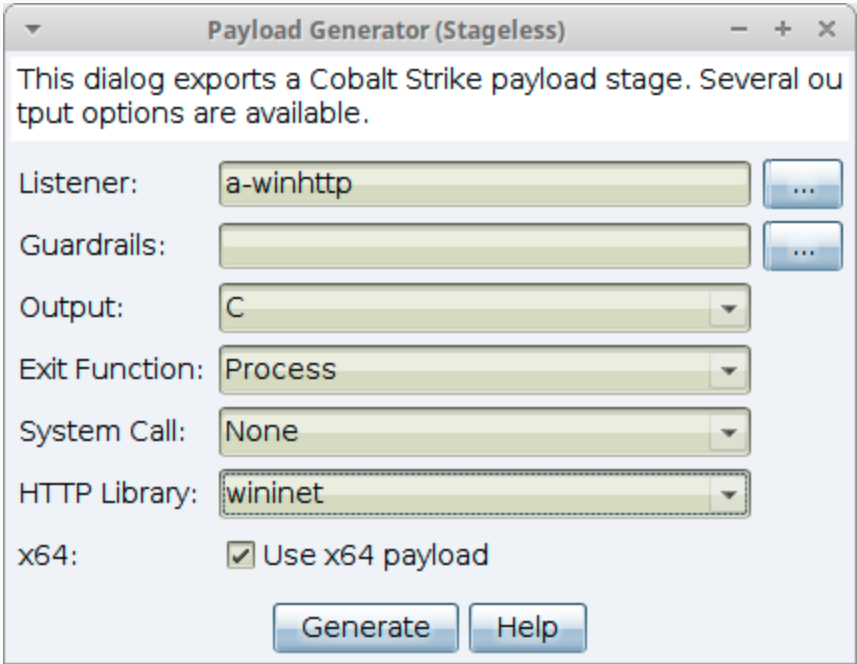 Payload Generator (Stageless)
This dialog exports a Cobalt Strike payload stage. Several ou
tput options are available.
Listener: a-winhttp ...
Guardrails: ...
Output: C
Exit Function: Process
System Call: None
HTTP Library: wininet
x64: Use x64 payload
Generate Help